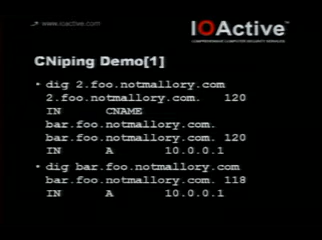 www.ioactive.com
IOActive™
COMPREHENSIVE COMPUTER SECURITY SERVICES
CNiping Demo[1]
• dig 2.foo.notmallory.com
2.foo.notmallory.com. 120
IN CNAME
bar.foo.notmallory.com.
bar.foo.notmallory.com. 120
IN A 10.0.0.1
• dig bar.foo.notmallory.com
bar.foo.notmallory.com. 118
IN A 10.0.0.1